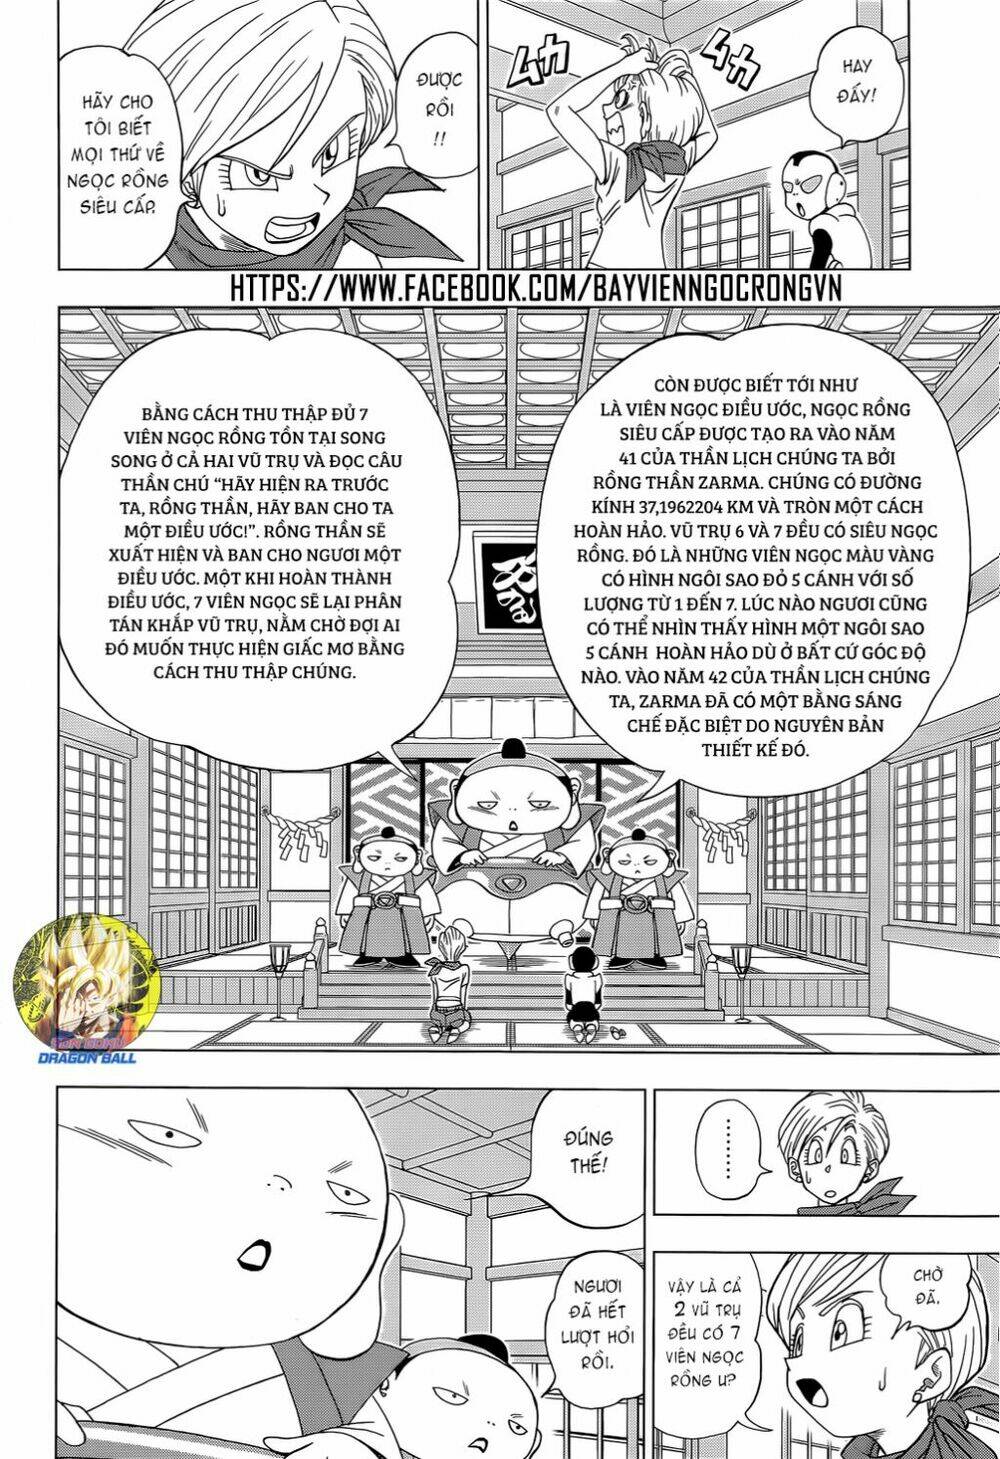 HAY
ĐẤY!
ムカ
ムカ
ĐƯỢC
RỒI
!!
HÃY CHO
TÔI BIẾT
MỌI THỨ VỀ
NGỌC RỒNG
SIÊU CẤP.
HTTPS://WWW.FACEBOOK.COM/BAYVIENNGOCRONGVN
CÒN ĐƯỢC BIẾT TỚI NHƯ
LÀ VIÊN NGỌC ĐIỀU ƯỚC, NGỌC RỒNG
SIÊU CẤP ĐƯỢC TẠO RA VÀO NĂM
41 CỦA THẦN LỊCH CHÚNG TA BỞI
RỒNG THẦN ZARMA. CHÚNG CÓ ĐƯỜNG
KÍNH 37,1962204 KM VÀ TRÒN MỘT CÁCH
HOÀN HẢO. VŨ TRỤ 6 VÀ 7 ĐỀU CÓ SIÊU NGỌC
RỒNG. ĐÓ LÀ NHỮNG VIÊN NGỌC MÀU VÀNG
CÓ HÌNH NGÔI SAO ĐỎ 5 CÁNH VỚI SỐ
LƯỢNG TỪ 1 ĐẾN 7. LÚC NÀO NGƯƠI CŨNG
CÓ THỂ NHÌN THẤY HÌNH MỘT NGÔI SAO
5 CÁNH HOÀN HẢO DÙ Ở BẤT CỨ GÓC ĐỘ
NÀO. VÀO NĂM 42 CỦA THẦN LỊCH CHÚNG
TA, ZARMA ĐÃ CÓ MỘT BẰNG SÁNG
CHẾ ĐẶC BIỆT DO NGUYÊN BẢN
THIẾT KẾ ĐÓ.
BẰNG CÁCH THU THẬP ĐỦ 7
VIÊN NGỌC RỒNG TỒN TẠI SONG
SONG Ở CẢ HAI VŨ TRỤ VÀ ĐỌC CÂU
THẦN CHÚ "HÃY HIỆN RA TRƯỚC
TA, RỒNG THẦN, HÃY BAN CHO TA
MỘT ĐIỀU ƯỚC!". RỒNG THẦN SẼ
XUẤT HIỆN VÀ BAN CHO NGƯƠI MỘT
ĐIỀU ƯỚC. MỘT KHI HOÀN THÀNH
ĐIỀU ƯỚC, 7 VIÊN NGỌC SẼ LẠI PHÂN
TÁN KHẮP VŨ TRỤ, NẰM CHỜ ĐỢI AI
ĐÓ MUỐN THỰC HIỆN GIẤC MƠ BẰNG
CÁCH THU THẬP CHÚNG.
SON GOKU
DRAGON BALL
........
CHỜ
ĐÃ,
VẬY LÀ CẢ
2 VŨ TRỤ
ĐỀU CÓ 7
VIÊN NGỌC
RỒNG Ư?
ĐÚNG
THẾ!
NGƯƠI
ĐÃ HẾT
LƯỢT HỎI
RỒI.